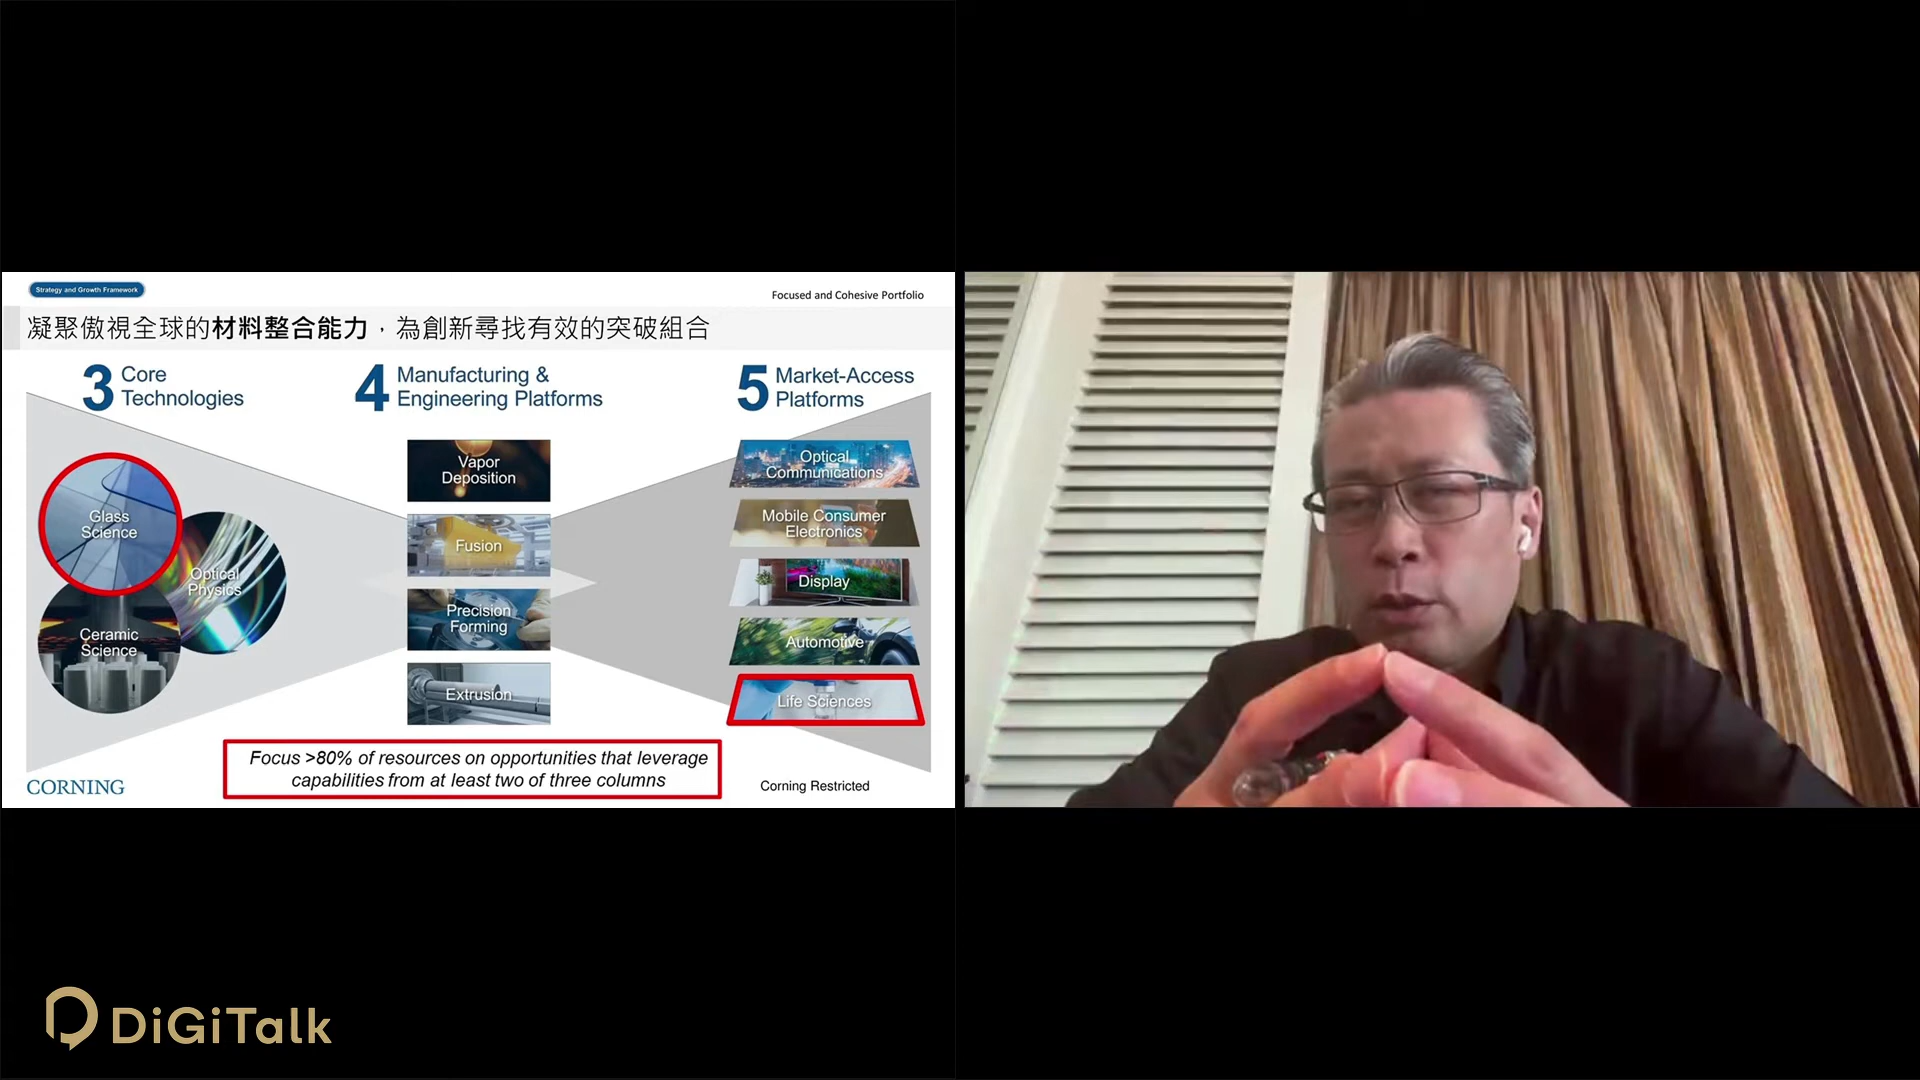 Strategy and Growth Framework
Focused and Cohesive Portfolio
凝聚傲視全球的材料整合能力，為創新尋找有效的突破組合
3 Core
Technologies
4 Manufacturing &
Engineering Platforms
5 Market-Access
Platforms
Glass
Science
Optical
Physics
Ceramic
Science
Vapor
Deposition
Fusion
Precision
Forming
Extrusion
Optical
Communications
Mobile Consumer
Electronics
Display
Automotive
Life Sciences
Focus >80% of resources on opportunities that leverage
capabilities from at least two of three columns
CORNING
Corning Restricted
DiGiTalk